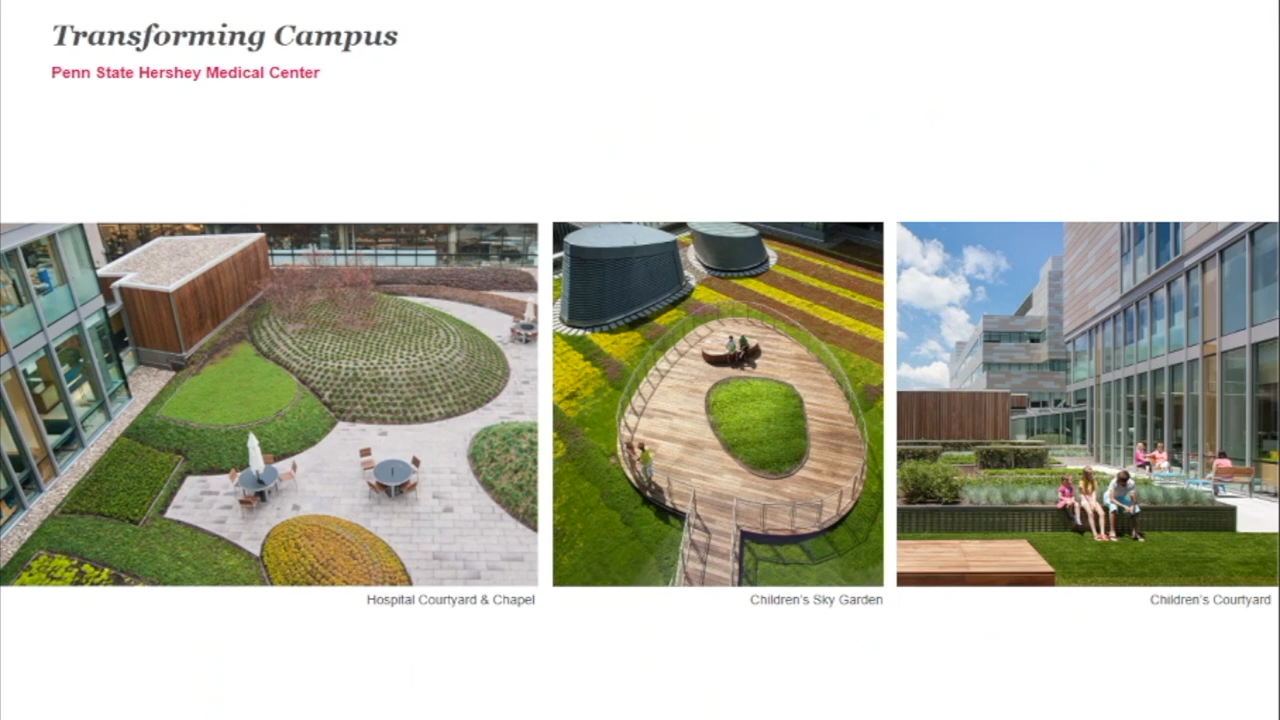 Transforming Campus
Penn State Hershey Medical Center
Hospital Courtyard & Chapel
Children's Sky Garden
Children's Courtyard